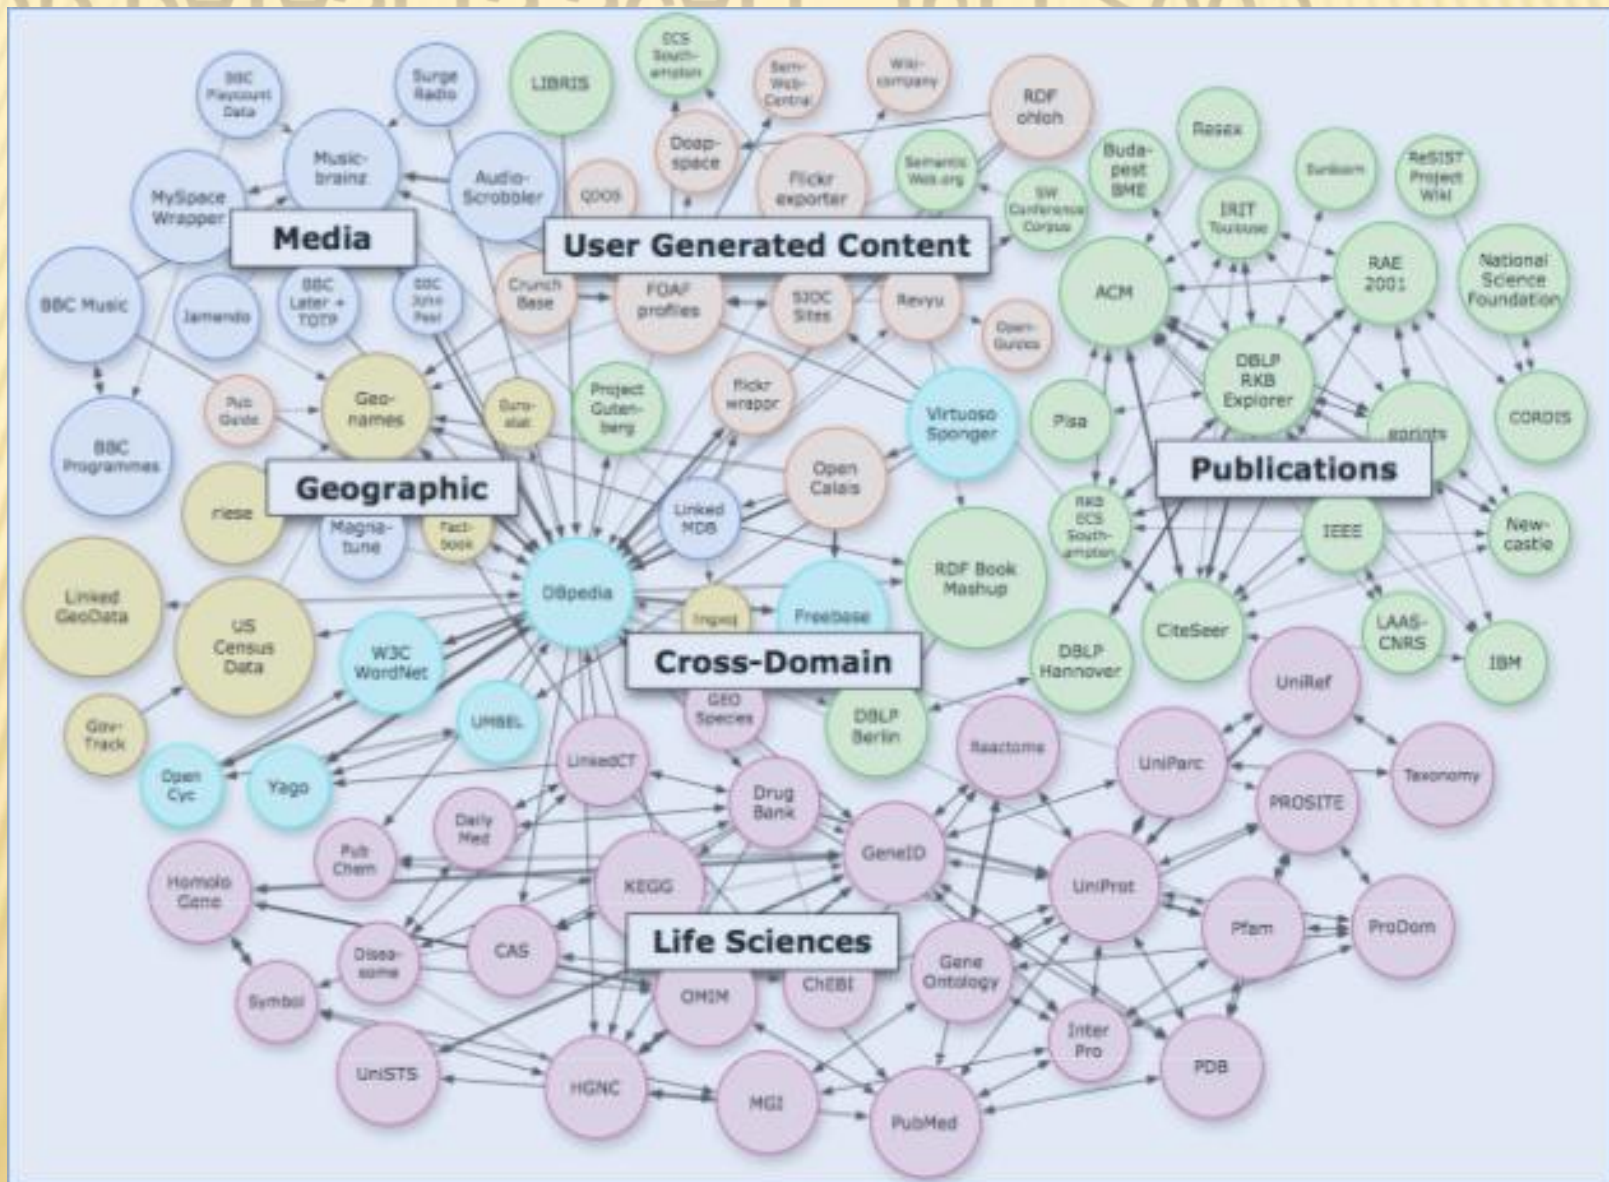 BBC
Playcount
Data
Surge
Radio
LIBRIS
ECS
South-
ampton
Sem-
Web-
Central
Wiki-
company
RDF
ohloh
Resex
Music-
brainz
Doap-
space
Semantic
Web.org
Buda-
pest
BME
Eurécom
ReSIST
Project
Wiki
MySpace
Wrapper
Audio-
Scrobbler
QDOS
Flickr
exporter
SW
Conference
Corpus
IRIT
Toulouse
Media
User Generated Content
BBC Music
Jamendo
BBC
Later +
TOTP
BBC
John
Peel
Crunch
Base
FOAF
profiles
SIOC
Sites
Revyu
Open-
Guides
ACM
RAE
2001
National
Science
Foundation
Pub
Guide
Geo-
names
Euro-
stat
Project
Guten-
berg
flickr
wrappr
Virtuoso
Sponger
Pisa
DBLP
RKB
Explorer
eprints
CORDIS
BBC
Programmes
Geographic
Publications
riese
Magna-
tune
Fact-
book
Linked
MDB
Open
Calais
RKB
ECS
South-
ampton
IEEE
New-
castle
Linked
GeoData
US
Census
Data
W3C
WordNet
DBpedia
lingvoj
Freebase
RDF Book
Mashup
CiteSeer
LAAS-
CNRS
IBM
Cross-Domain
DBLP
Hannover
UniRef
Gov-
Track
Open
Cyc
Yago
UMBEL
LinkedCT
GEO
Species
DBLP
Berlin
Reactome
UniParc
Taxonomy
PROSITE
Pub
Chem
Daily
Med
Drug
Bank
GeneID
Homolo
Gene
KEGG
UniProt
Pfam
ProDom
Life Sciences
Disea-
some
CAS
Symbol
OMIM
ChEBI
Gene
Ontology
Inter
Pro
PDB
UniSTS
HGNC
MGI
PubMed